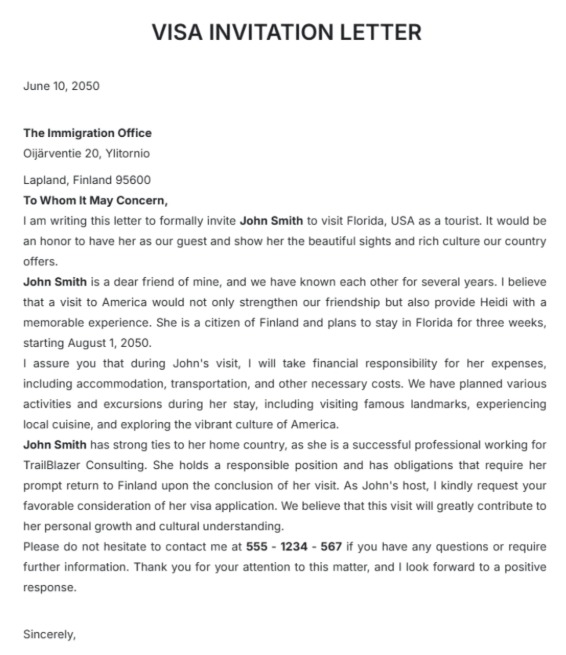 VISA INVITATION LETTER
June 10, 2050
The Immigration Office
Oijärventie 20, Ylitornio
Lapland, Finland 95600
To Whom It May Concern,
I am writing this letter to formally invite John Smith to visit Florida, USA as a tourist. It would be
an honor to have her as our guest and show her the beautiful sights and rich culture our country
offers.
John Smith is a dear friend of mine, and we have known each other for several years. I believe
that a visit to America would not only strengthen our friendship but also provide Heidi with a
memorable experience. She is a citizen of Finland and plans to stay in Florida for three weeks,
starting August 1, 2050.
I assure you that during John's visit, I will take financial responsibility for her expenses,
including accommodation, transportation, and other necessary costs. We have planned various
activities and excursions during her stay, including visiting famous landmarks, experiencing
local cuisine, and exploring the vibrant culture of America.
John Smith has strong ties to her home country, as she is a successful professional working for
TrailBlazer Consulting. She holds a responsible position and has obligations that require her
prompt return to Finland upon the conclusion of her visit. As John's host, I kindly request your
favorable consideration of her visa application. We believe that this visit will greatly contribute to
her personal growth and cultural understanding.
Please do not hesitate to contact me at 555 - 1234 - 567 if you have any questions or require
further information. Thank you for your attention to this matter, and I look forward to a positive
response.
Sincerely,